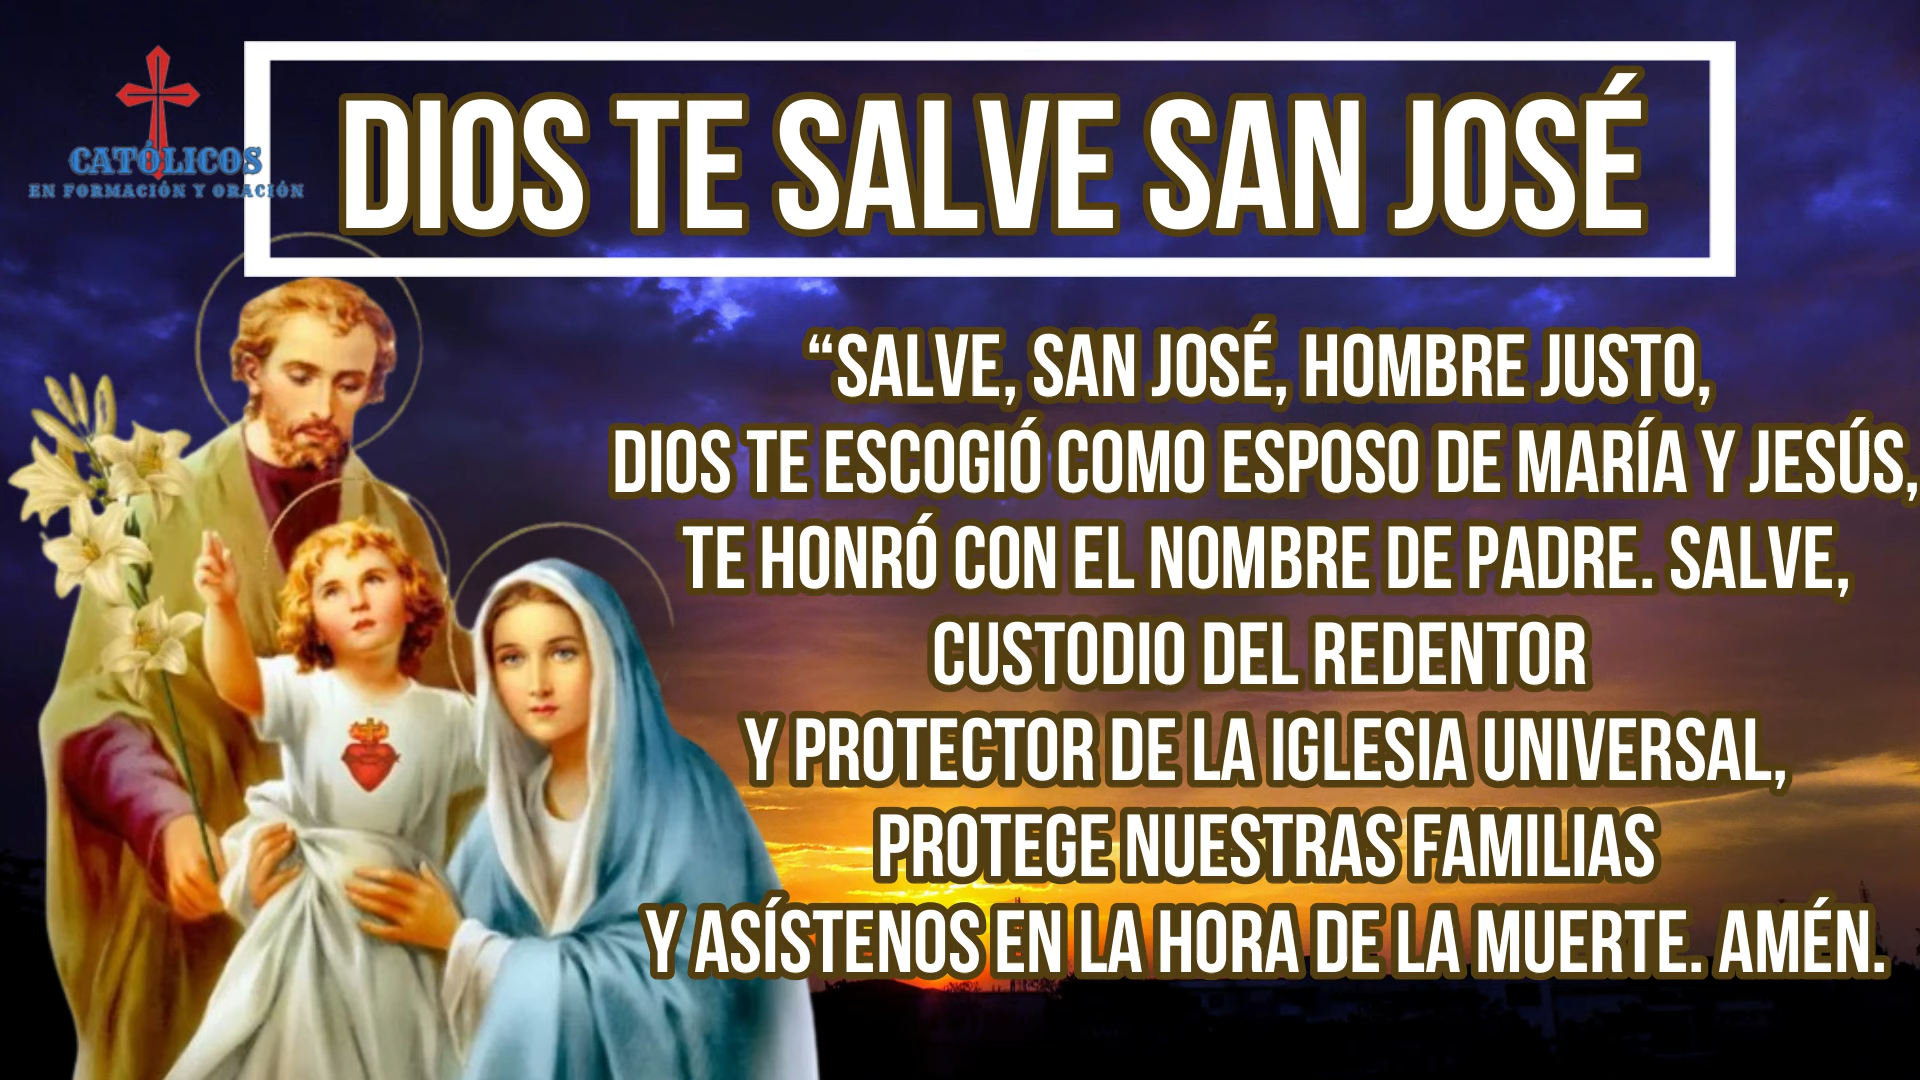 CATÓLICOS
EN FORMACIÓN Y ORACIÓN
DIOS TE SALVE SAN JOSÉ
“SALVE, SAN JOSÉ, HOMBRE JUSTO,
DIOS TE ESCOGIÓ COMO ESPOSO DE MARÍA Y JESÚS,
TE HONRÓ CON EL NOMBRE DE PADRE. SALVE,
CUSTODIO DEL REDENTOR
Y PROTECTOR DE LA IGLESIA UNIVERSAL,
PROTEGE NUESTRAS FAMILIAS
Y ASÍSTENOS EN LA HORA DE LA MUERTE. AMÉN.